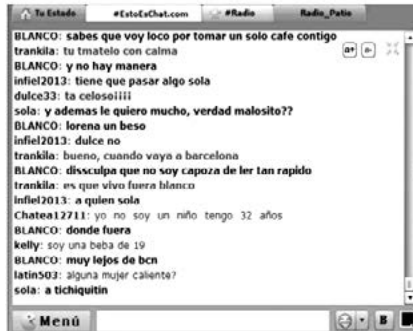 Tu Estado #EstoEsChat.com #Radio Radio_Patio
BLANCO: sabes que voy loco por tomar un solo cafe contigo
trankila: tu tmatelo con calma
BLANCO: y no hay manera
infiel2013: tiene que pasar algo sola
dulce33: ta celoso¡¡¡¡
sola: y ademas le quiero mucho, verdad malosito??
BLANCO: lorena un beso
infiel2013: dulce no
trankila: bueno, cuando vaya a barcelona
BLANCO: dissculpa que no soy capoza de ler tan rapido
trankila: es que vivo fuera blanco
infiel2013: a quien sola
Chatea12711: yo no soy un niño tengo 32 años
BLANCO: donde fuera
kelly: soy una beba de 19
BLANCO: muy lejos de bcn
latin503: alguna mujer caliente?
sola: a tichiquitin
Menú B